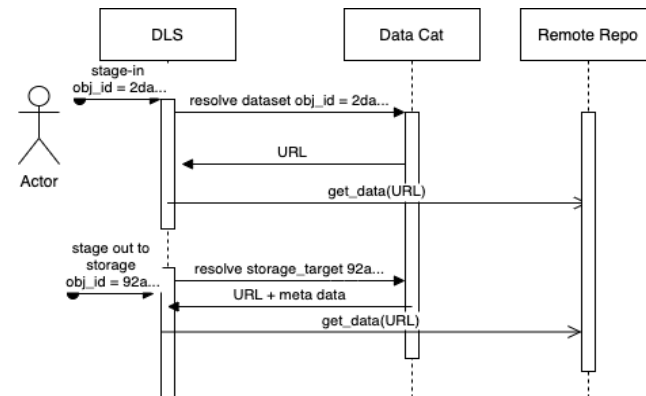 DLS
Data Cat
Remote Repo
stage-in
obj_id = 2da...
resolve dataset obj_id = 2da...
URL
Actor
get_data(URL)
stage out to
storage
obj_id = 92a...
resolve storage_target 92a...
URL + meta data
get_data(URL)